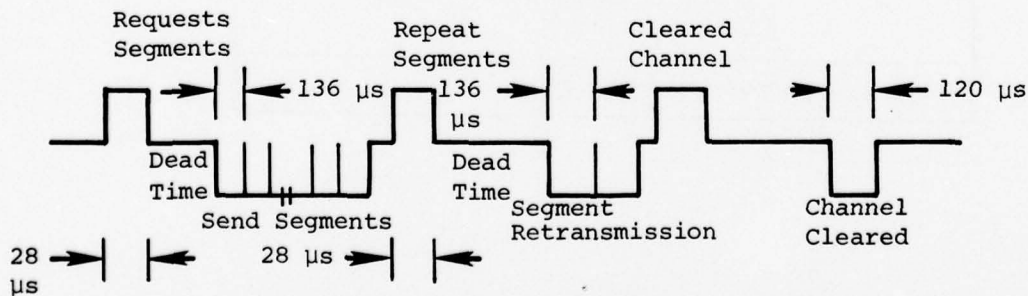 Requests
Segments
136 µs
Repeat
Segments
136
µs
Cleared
Channel
120 µs
Dead
Time
Send Segments
Dead
Time
Segment
Retransmission
Channel
Cleared
28
µs
28 µs